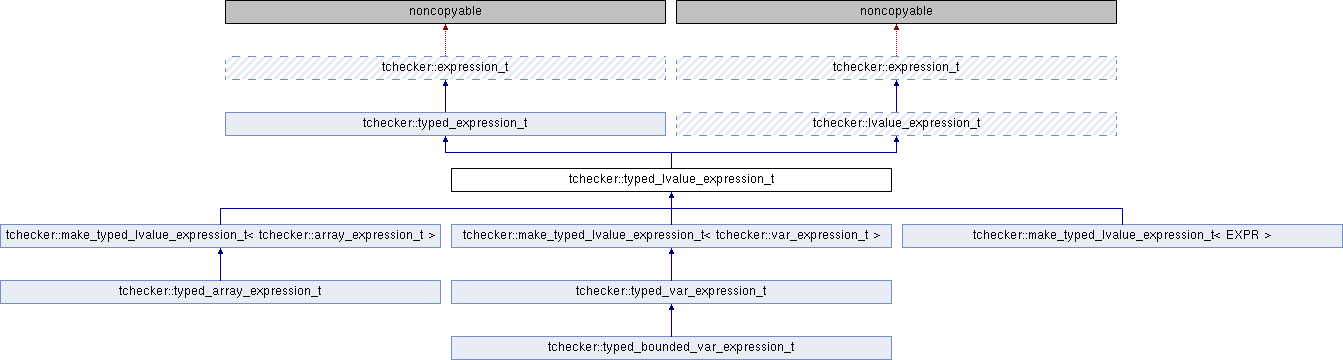 noncopyable
noncopyable
tchecker::expression_t
tchecker::expression_t
tchecker::typed_expression_t
tchecker::lvalue_expression_t
tchecker::typed_lvalue_expression_t
tchecker::make_typed_lvalue_expression_t< tchecker::array_expression_t >
tchecker::make_typed_lvalue_expression_t< tchecker::var_expression_t >
tchecker::make_typed_lvalue_expression_t< EXPR >
tchecker::typed_array_expression_t
tchecker::typed_var_expression_t
tchecker::typed_bounded_var_expression_t